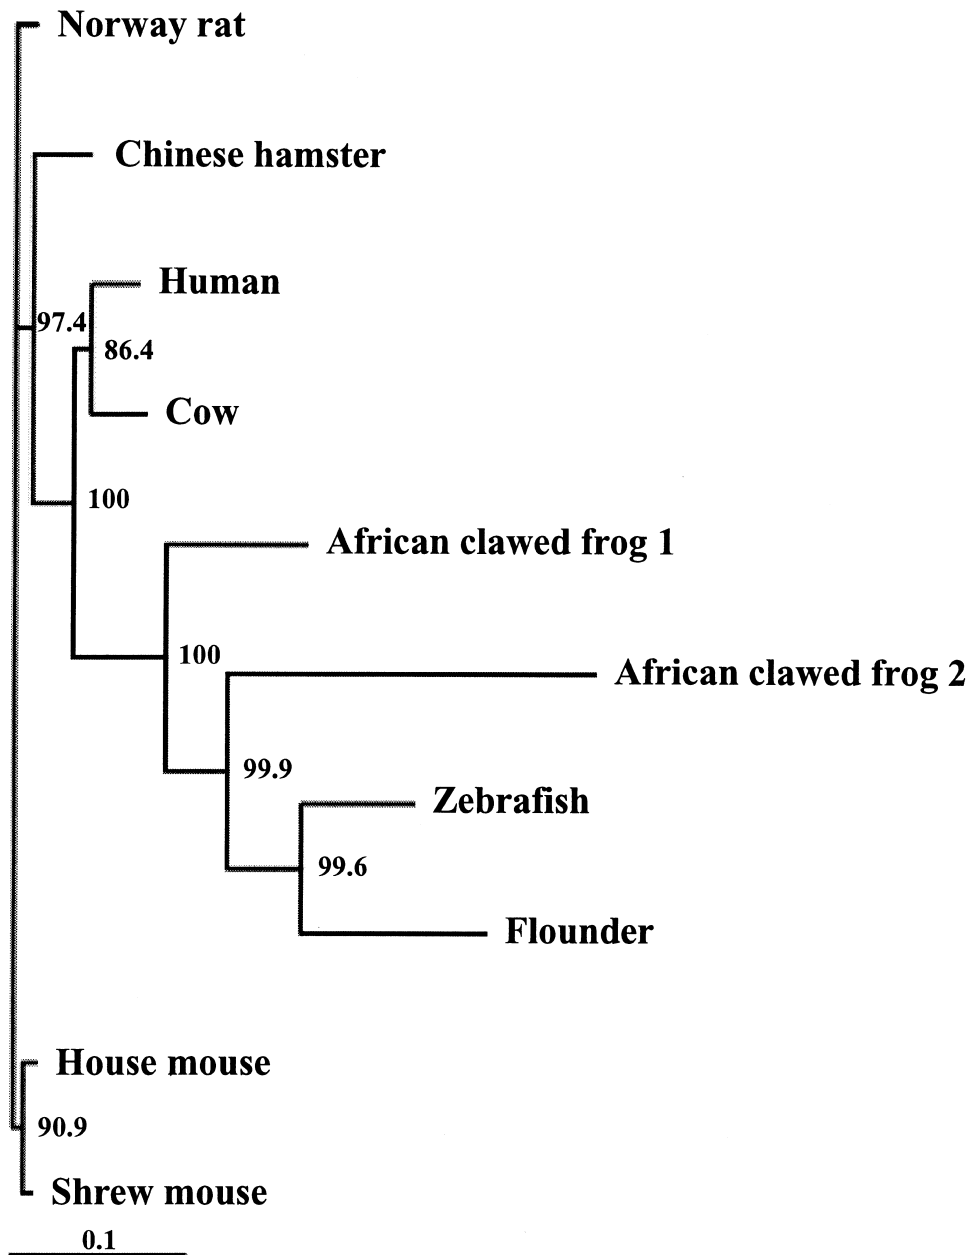 Norway rat
Chinese hamster
Human
97.4
86.4
Cow
100
African clawed frog 1
100
African clawed frog 2
99.9
Zebrafish
99.6
Flounder
House mouse
90.9
Shrew mouse
0.1